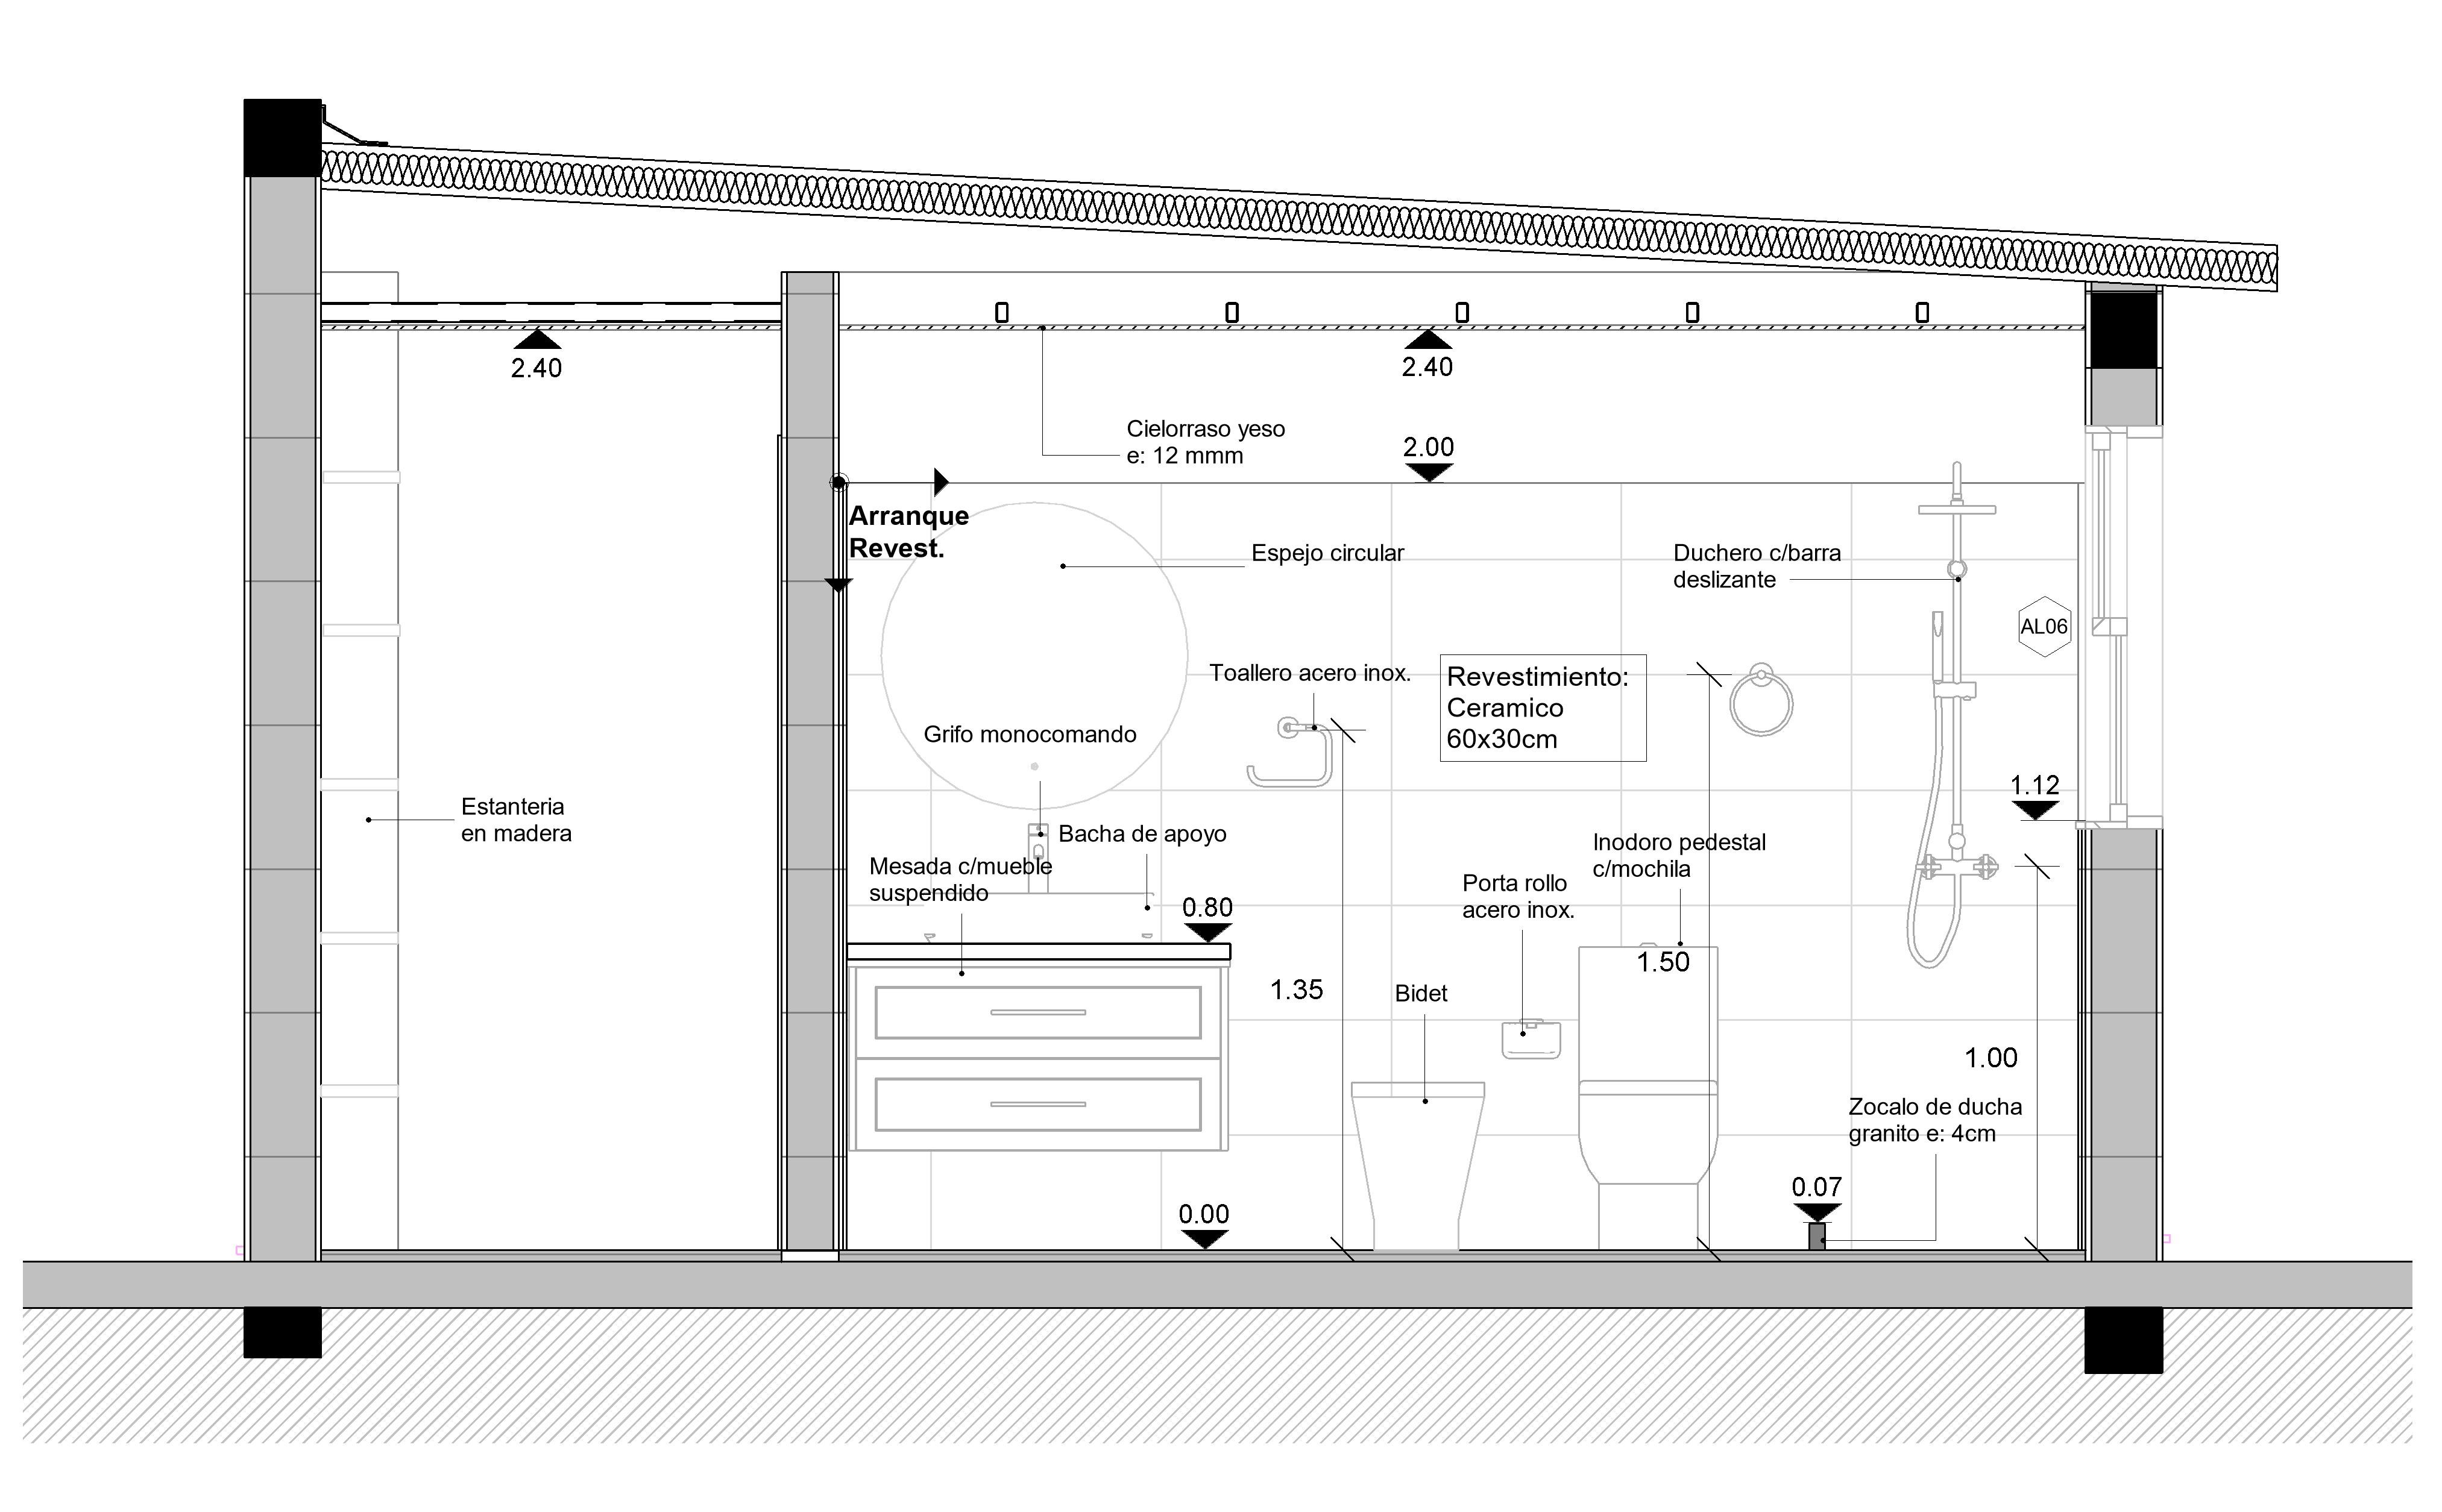 2.40
2.40
Cielorraso yeso
e: 12 mmm
2.00
Arranque
Revest.
Espejo circular
Duchero c/barra
deslizante
AL06
Toallero acero inox.
Revestimiento:
Ceramico
60x30cm
Grifo monocomando
1.12
Estanteria
en madera
Bacha de apoyo
Mesada c/mueble
suspendido
Inodoro pedestal
c/mochila
Porta rollo
acero inox.
0.80
1.50
1.35
Bidet
1.00
Zocalo de ducha
granito e: 4cm
0.07
0.00